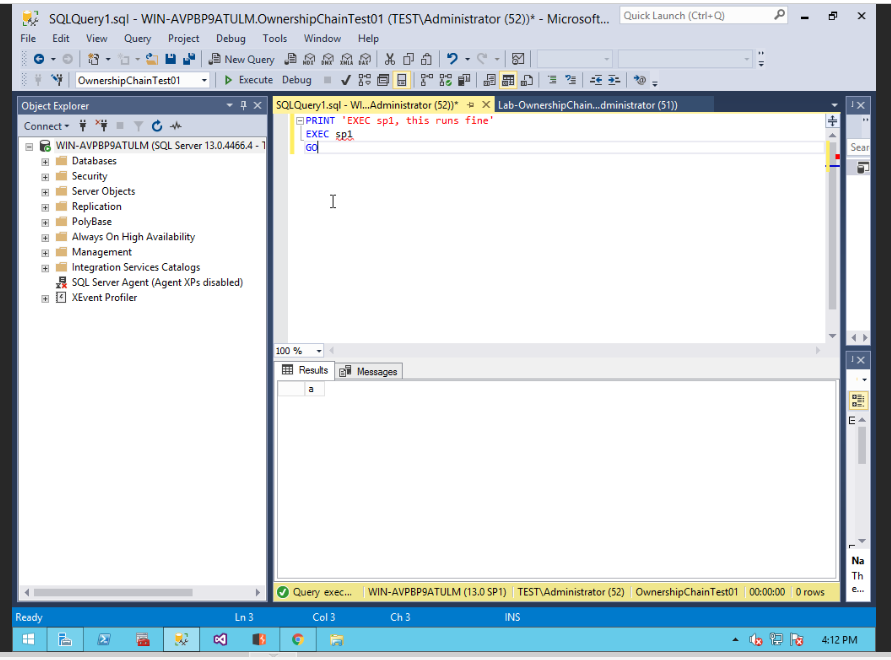 SQLQuery1.sql - WIN-AVPBP9ATULM.OwnershipChainTest01 (TEST\Administrator (52))* - Microsoft...
Quick Launch (Ctrl+Q)
File Edit View Query Project Debug Tools Window Help
New Query
OwnershipChainTest01 Execute Debug
Object Explorer
SQLQuery1.sql - WI...Administrator (52))* Lab-OwnershipChain...dministrator (51))
Connect
PRINT 'EXEC sp1, this runs fine'
EXEC sp1
GO
Sear
WIN-AVPBP9ATULM (SQL Server 13.0.4466.4 - T
Databases
Security
Server Objects
Replication
PolyBase
Always On High Availability
Management
Integration Services Catalogs
SQL Server Agent (Agent XPs disabled)
XEvent Profiler
100 %
Results Messages
a
Na
Th
e...
Query exec... WIN-AVPBP9ATULM (13.0 SP1) TEST\Administrator (52) OwnershipChainTest01 00:00:00 0 rows
Ready Ln 3 Col 3 Ch 3 INS
4:12 PM